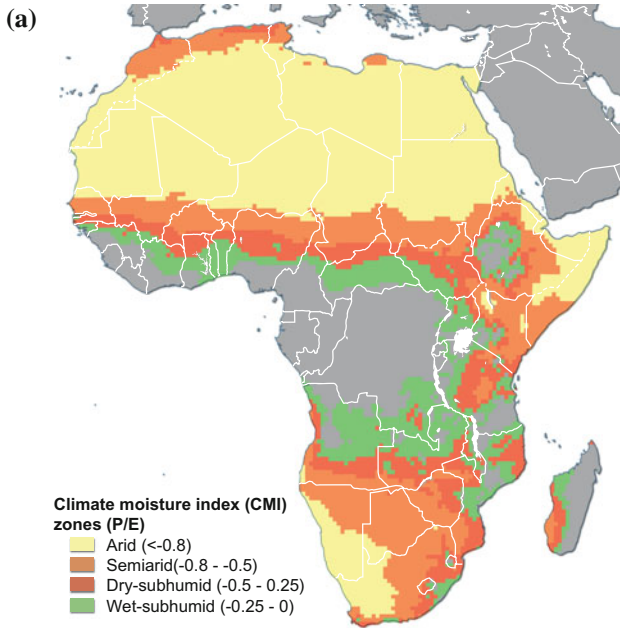 (a)
Climate moisture index (CMI)
zones (P/E)
Arid (<-0.8)
Semiarid(-0.8 - -0.5)
Dry-subhumid (-0.5 - 0.25)
Wet-subhumid (-0.25 - 0)